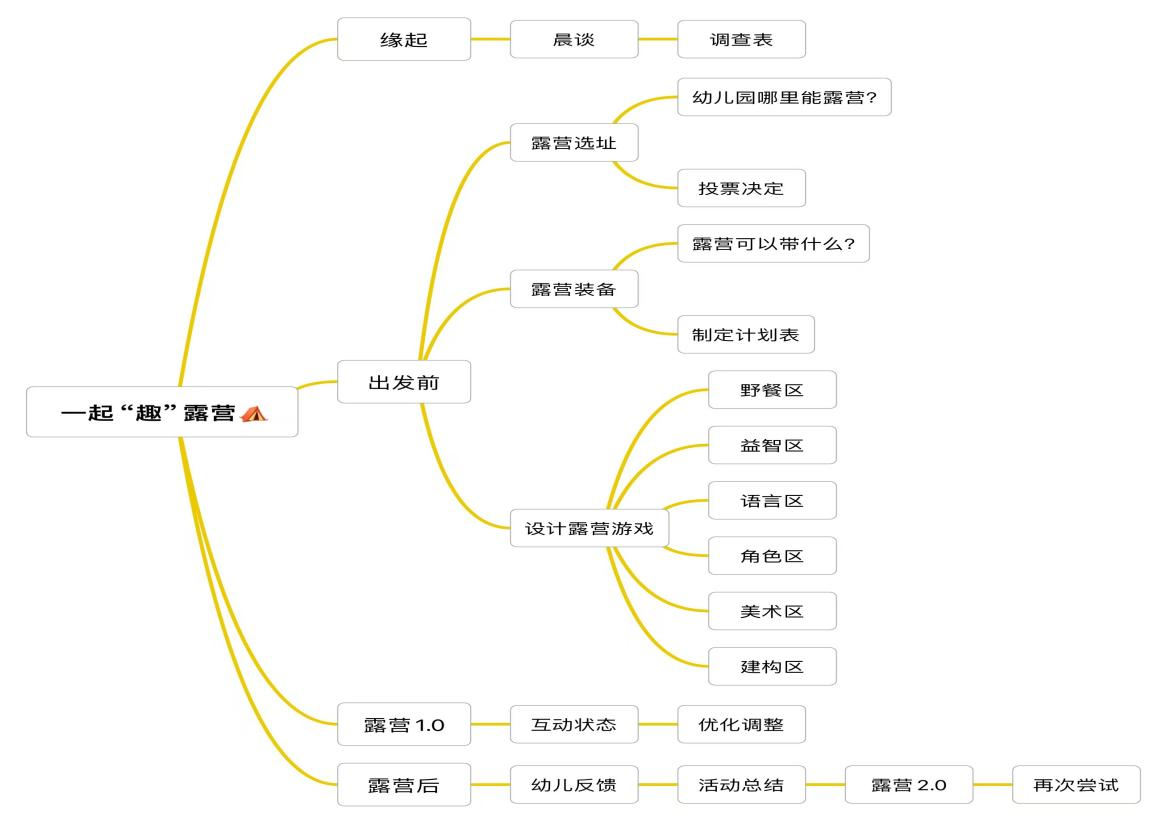 一起“趣”露营
缘起
晨谈
调查表
出发前
露营选址
幼儿园哪里能露营?
投票决定
露营装备
露营可以带什么?
制定计划表
设计露营游戏
野餐区
益智区
语言区
角色区
美术区
建构区
露营1.0
互动状态
优化调整
露营后
幼儿反馈
活动总结
露营2.0
再次尝试